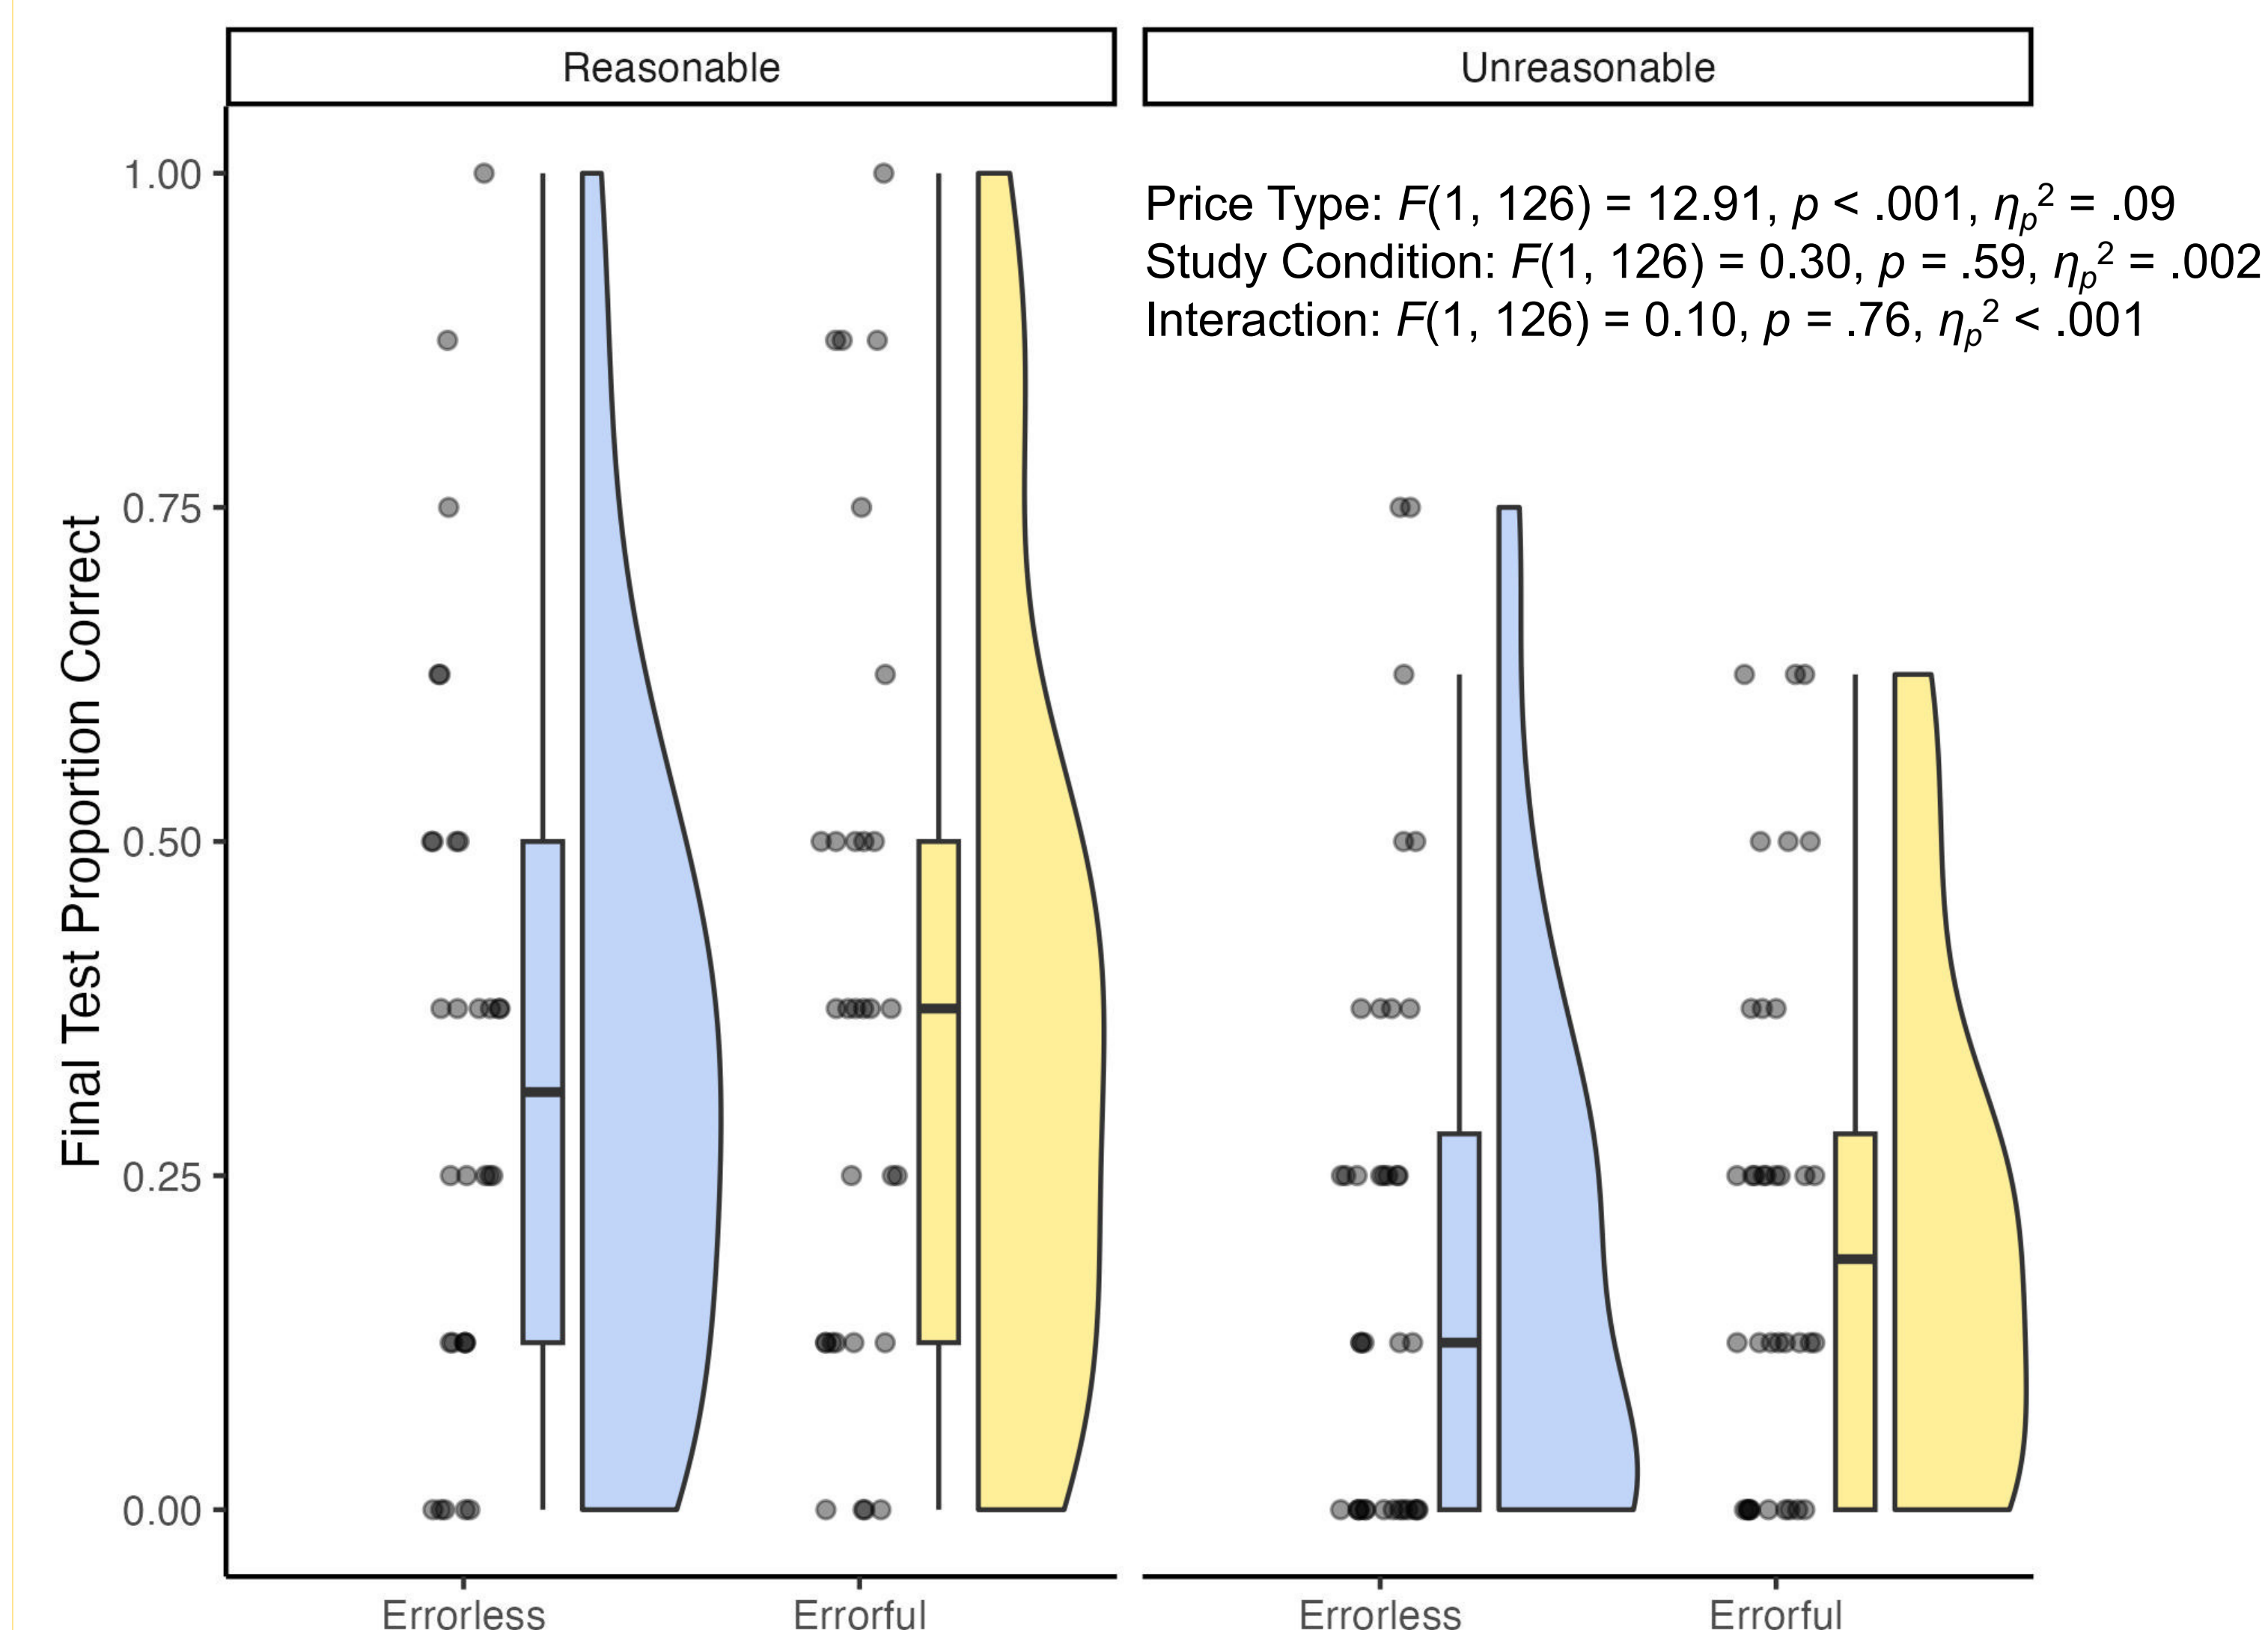 Reasonable
Unreasonable
Price Type: F(1, 126) = 12.91, p < .001, ηp² = .09
Study Condition: F(1, 126) = 0.30, p = .59, ηp² = .002
Interaction: F(1, 126) = 0.10, p = .76, ηp² < .001
Final Test Proportion Correct
1.00
0.75
0.50
0.25
0.00
Errorless
Errorful
Errorless
Errorful